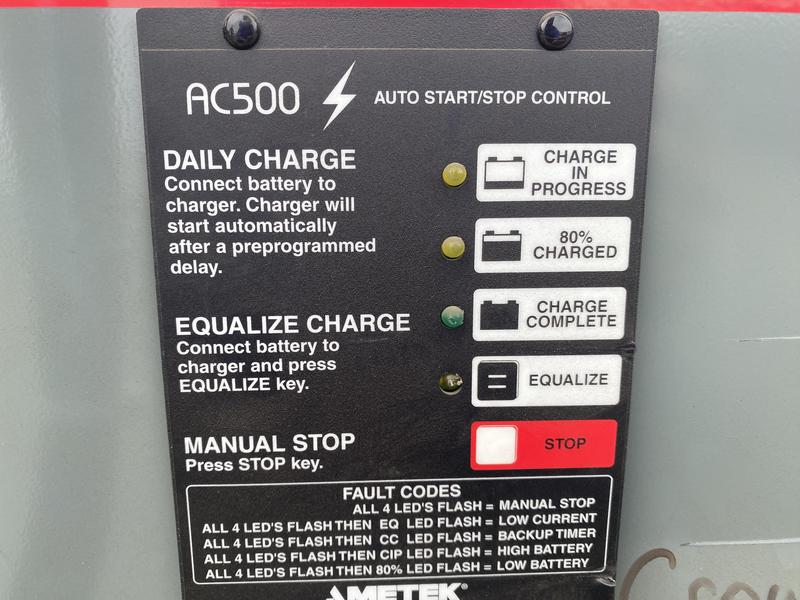 AC500 AUTO START/STOP CONTROL
DAILY CHARGE
Connect battery to
charger. Charger will
start automatically
after a preprogrammed
delay.
CHARGE
IN
PROGRESS
80%
CHARGED
EQUALIZE CHARGE
Connect battery to
charger and press
EQUALIZE key.
CHARGE
COMPLETE
EQUALIZE
MANUAL STOP
Press STOP key.
STOP
FAULT CODES
ALL 4 LED'S FLASH = MANUAL STOP
ALL 4 LED'S FLASH THEN EQ LED FLASH = LOW CURRENT
ALL 4 LED'S FLASH THEN CC LED FLASH = BACKUP TIMER
ALL 4 LED'S FLASH THEN CIP LED FLASH = HIGH BATTERY
ALL 4 LED'S FLASH THEN 80% LED FLASH = LOW BATTERY
AMETEK®